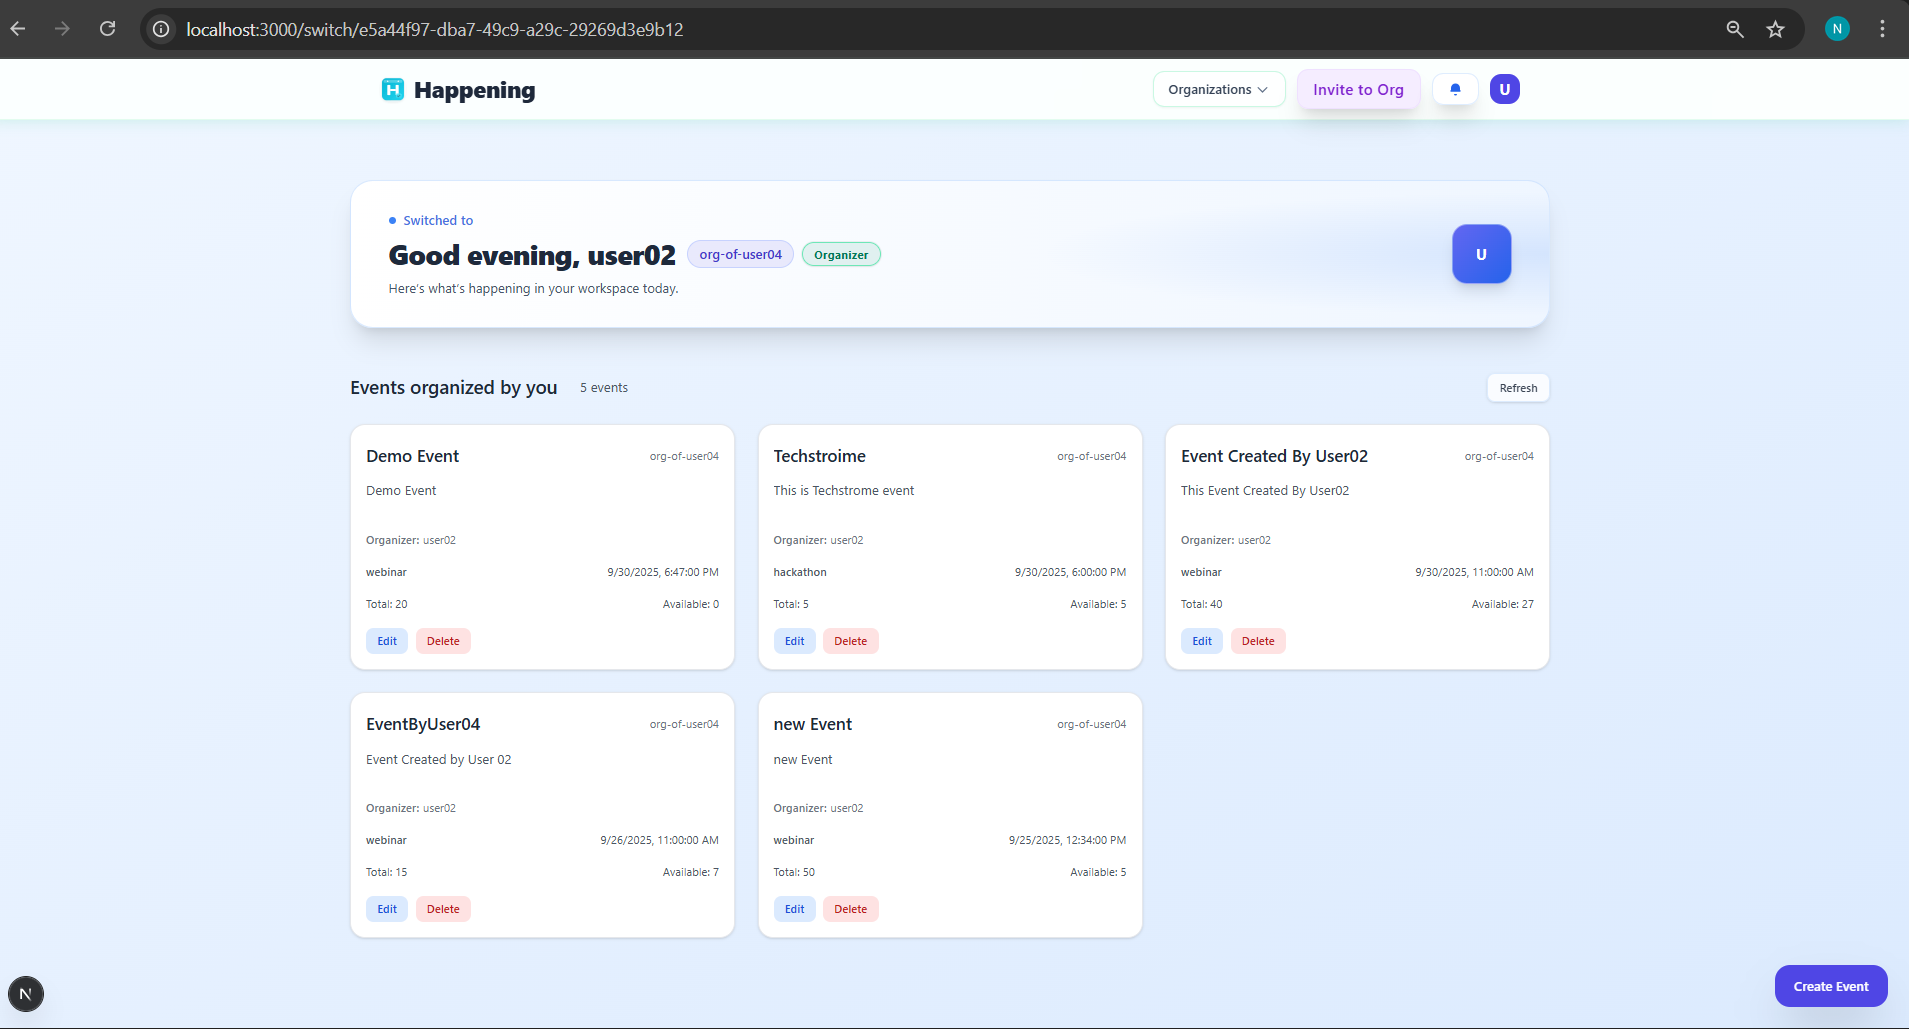 localhost:3000/switch/e5a44f97-dba7-49c9-a29c-29269d3e9b12
N
H Happening
Organizations
Invite to Org
U
Switched to
Good evening, user02 org-of-user04 Organizer
Here's what's happening in your workspace today.
U
Events organized by you 5 events
Refresh
Demo Event org-of-user04
Demo Event
Organizer: user02
webinar 9/30/2025, 6:47:00 PM
Total: 20 Available: 0
Edit Delete
Techstroime org-of-user04
This is Techstrome event
Organizer: user02
hackathon 9/30/2025, 6:00:00 PM
Total: 5 Available: 5
Edit Delete
Event Created By User02 org-of-user04
This Event Created By User02
Organizer: user02
webinar 9/30/2025, 11:00:00 AM
Total: 40 Available: 27
Edit Delete
EventByUser04 org-of-user04
Event Created by User 02
Organizer: user02
webinar 9/26/2025, 11:00:00 AM
Total: 15 Available: 7
Edit Delete
new Event org-of-user04
new Event
Organizer: user02
webinar 9/25/2025, 12:34:00 PM
Total: 50 Available: 5
Edit Delete
N
Create Event